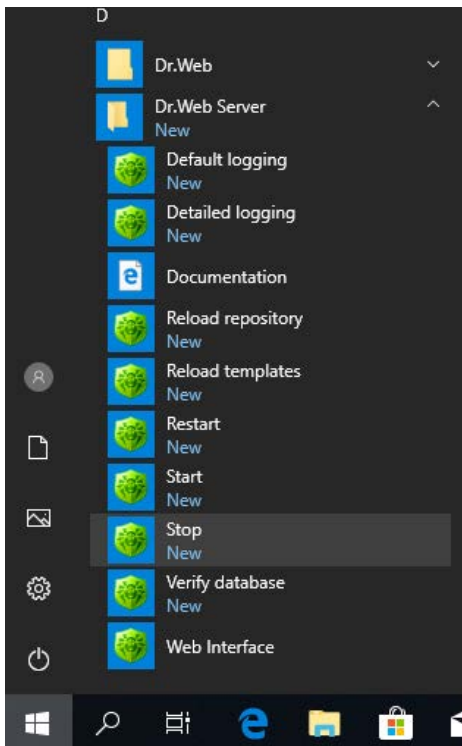 D
Dr.Web
Dr.Web Server
New
Default logging
New
Detailed logging
New
Documentation
Reload repository
New
Reload templates
New
Restart
New
Start
New
Stop
New
Verify database
New
Web Interface